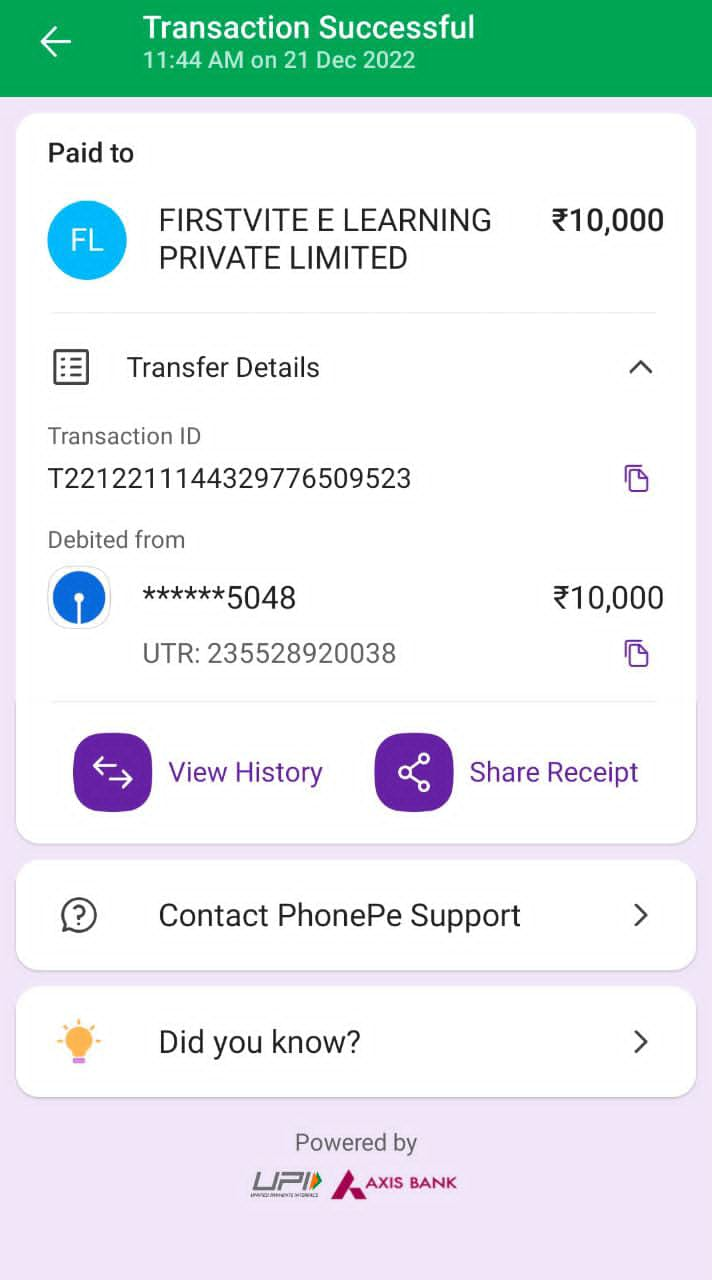 Transaction Successful
11:44 AM on 21 Dec 2022
Paid to
FL
FIRSTVITE E LEARNING
PRIVATE LIMITED
₹10,000
Transfer Details
Transaction ID
T2212211144329776509523
Debited from
******5048
₹10,000
UTR: 235528920038
View History
Share Receipt
Contact PhonePe Support
Did you know?
Powered by
UPI
UNIFIED PAYMENTS INTERFACE
AXIS BANK